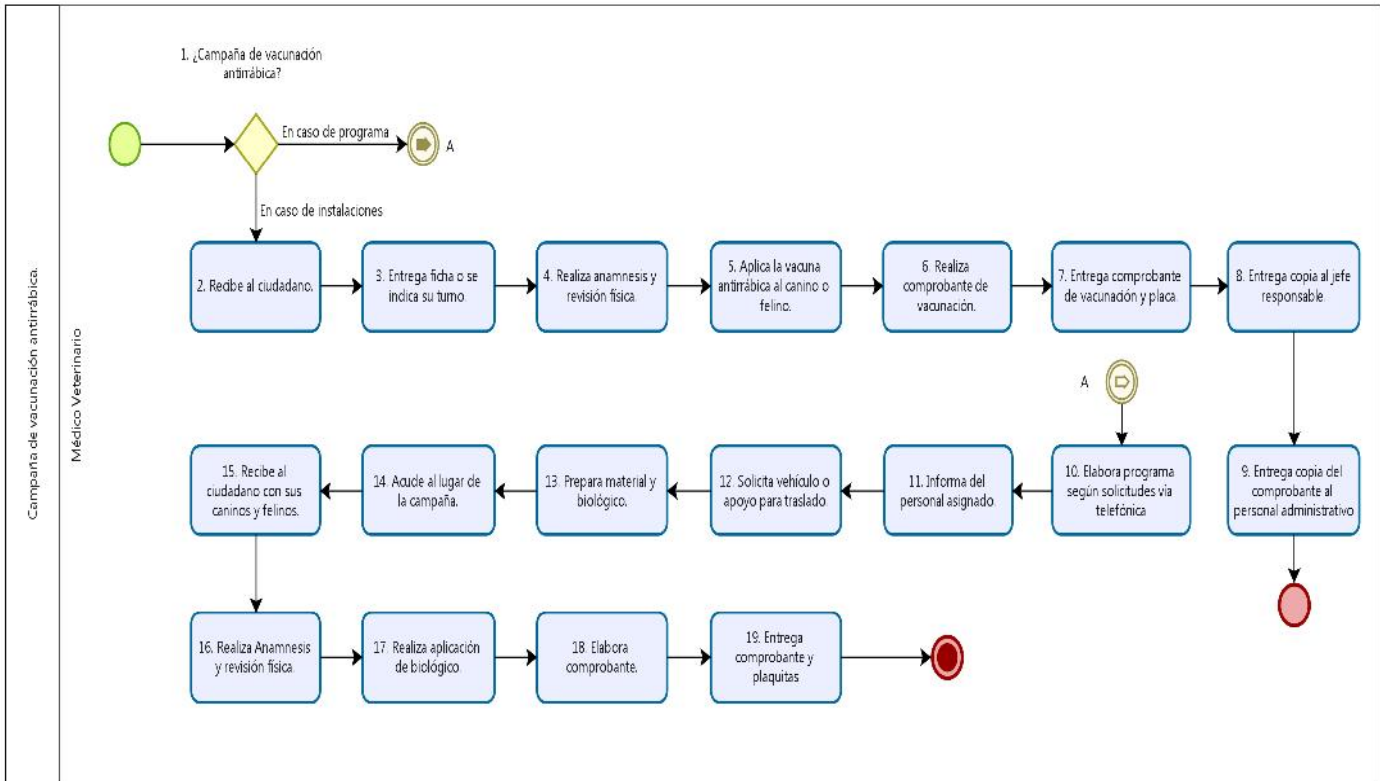 Campaña de vacunación antirrábica.
Médico Veterinario
1. ¿Campaña de vacunación
antirrábica?
En caso de programa
A
En caso de instalaciones
2. Recibe al ciudadano.
3. Entrega ficha o se
indica su turno.
4. Realiza anamnesis y
revisión física.
5. Aplica la vacuna
antirrábica al canino o
felino.
6. Realiza
comprobante de
vacunación.
7. Entrega comprobante
de vacunación y placa.
8. Entrega copia al jefe
responsable.
A
9. Entrega copia del
comprobante al
personal administrativo
10. Elabora programa
según solicitudes vía
telefónica
11. Informa del
personal asignado.
12. Solicita vehículo o
apoyo para traslado.
13. Prepara material y
biológico.
14. Acude al lugar de
la campaña.
15. Recibe al
ciudadano con sus
caninos y felinos.
16. Realiza Anamnesis
y revisión física.
17. Realiza aplicación
de biológico.
18. Elabora
comprobante.
19. Entrega
comprobante y
plaquitas